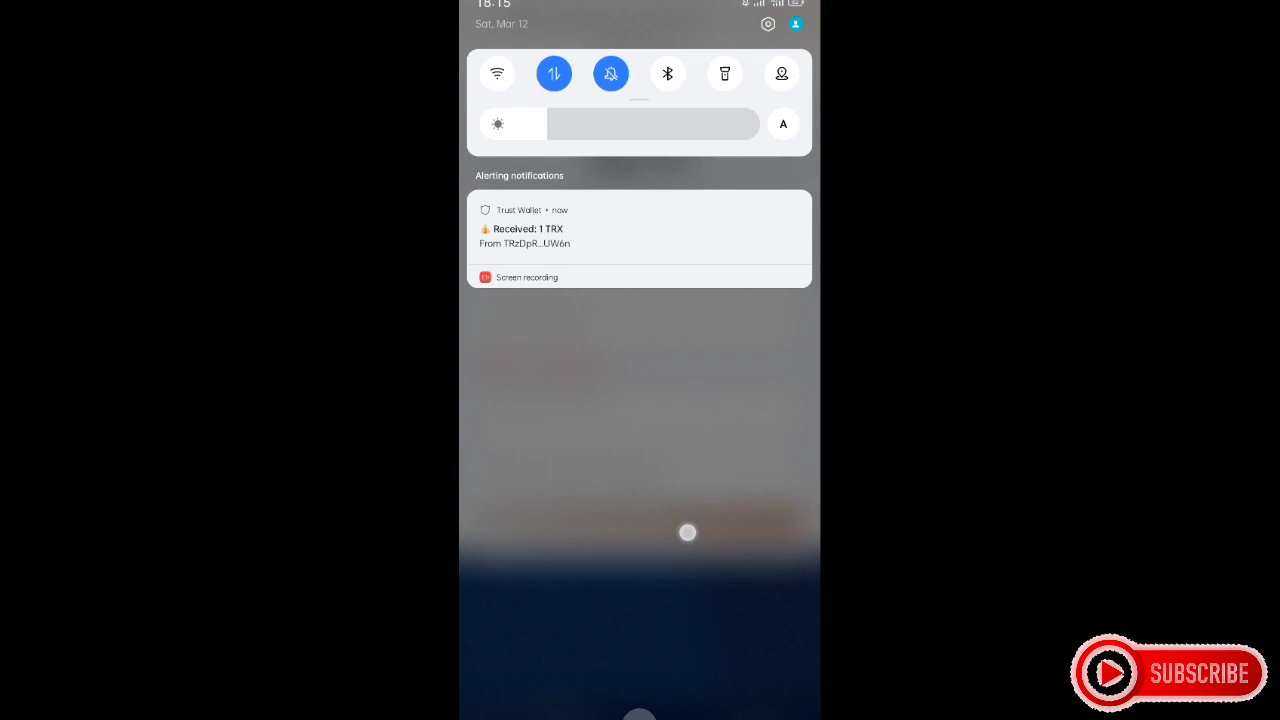 18:15
Sat, Mar 12
A
Alerting notifications
Trust Wallet • now
Received: 1 TRX
From TRzDpR...UW6n
Screen recording
SUBSCRIBE